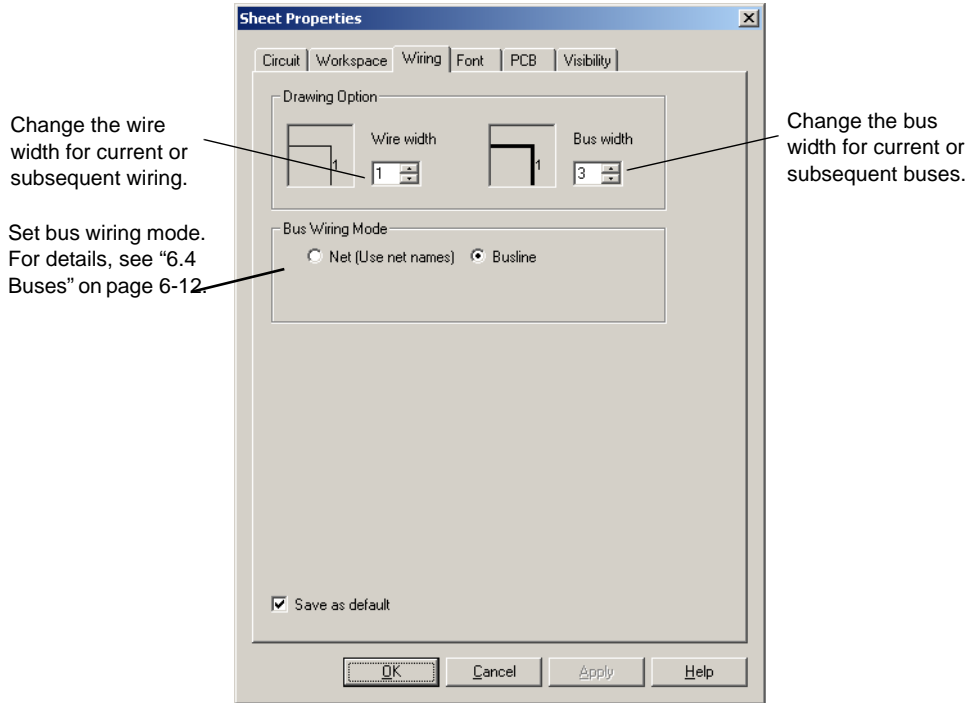 Sheet Properties
Circuit Workspace Wiring Font PCB Visibility
Drawing Option
Wire width
1
1
Bus width
1
3
Change the wire
width for current or
subsequent wiring.
Change the bus
width for current or
subsequent buses.
Set bus wiring mode.
For details, see “6.4
Buses” on page 6-12.
Bus Wiring Mode
Net (Use net names) Busline
Save as default
OK Cancel Apply Help